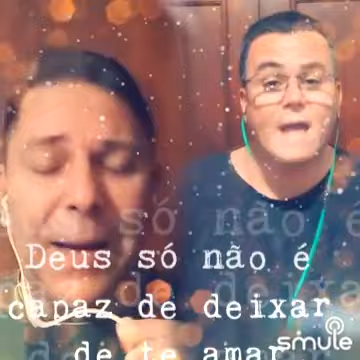 só não é
Deus só não é
capaz de deixar
de te amar
smule